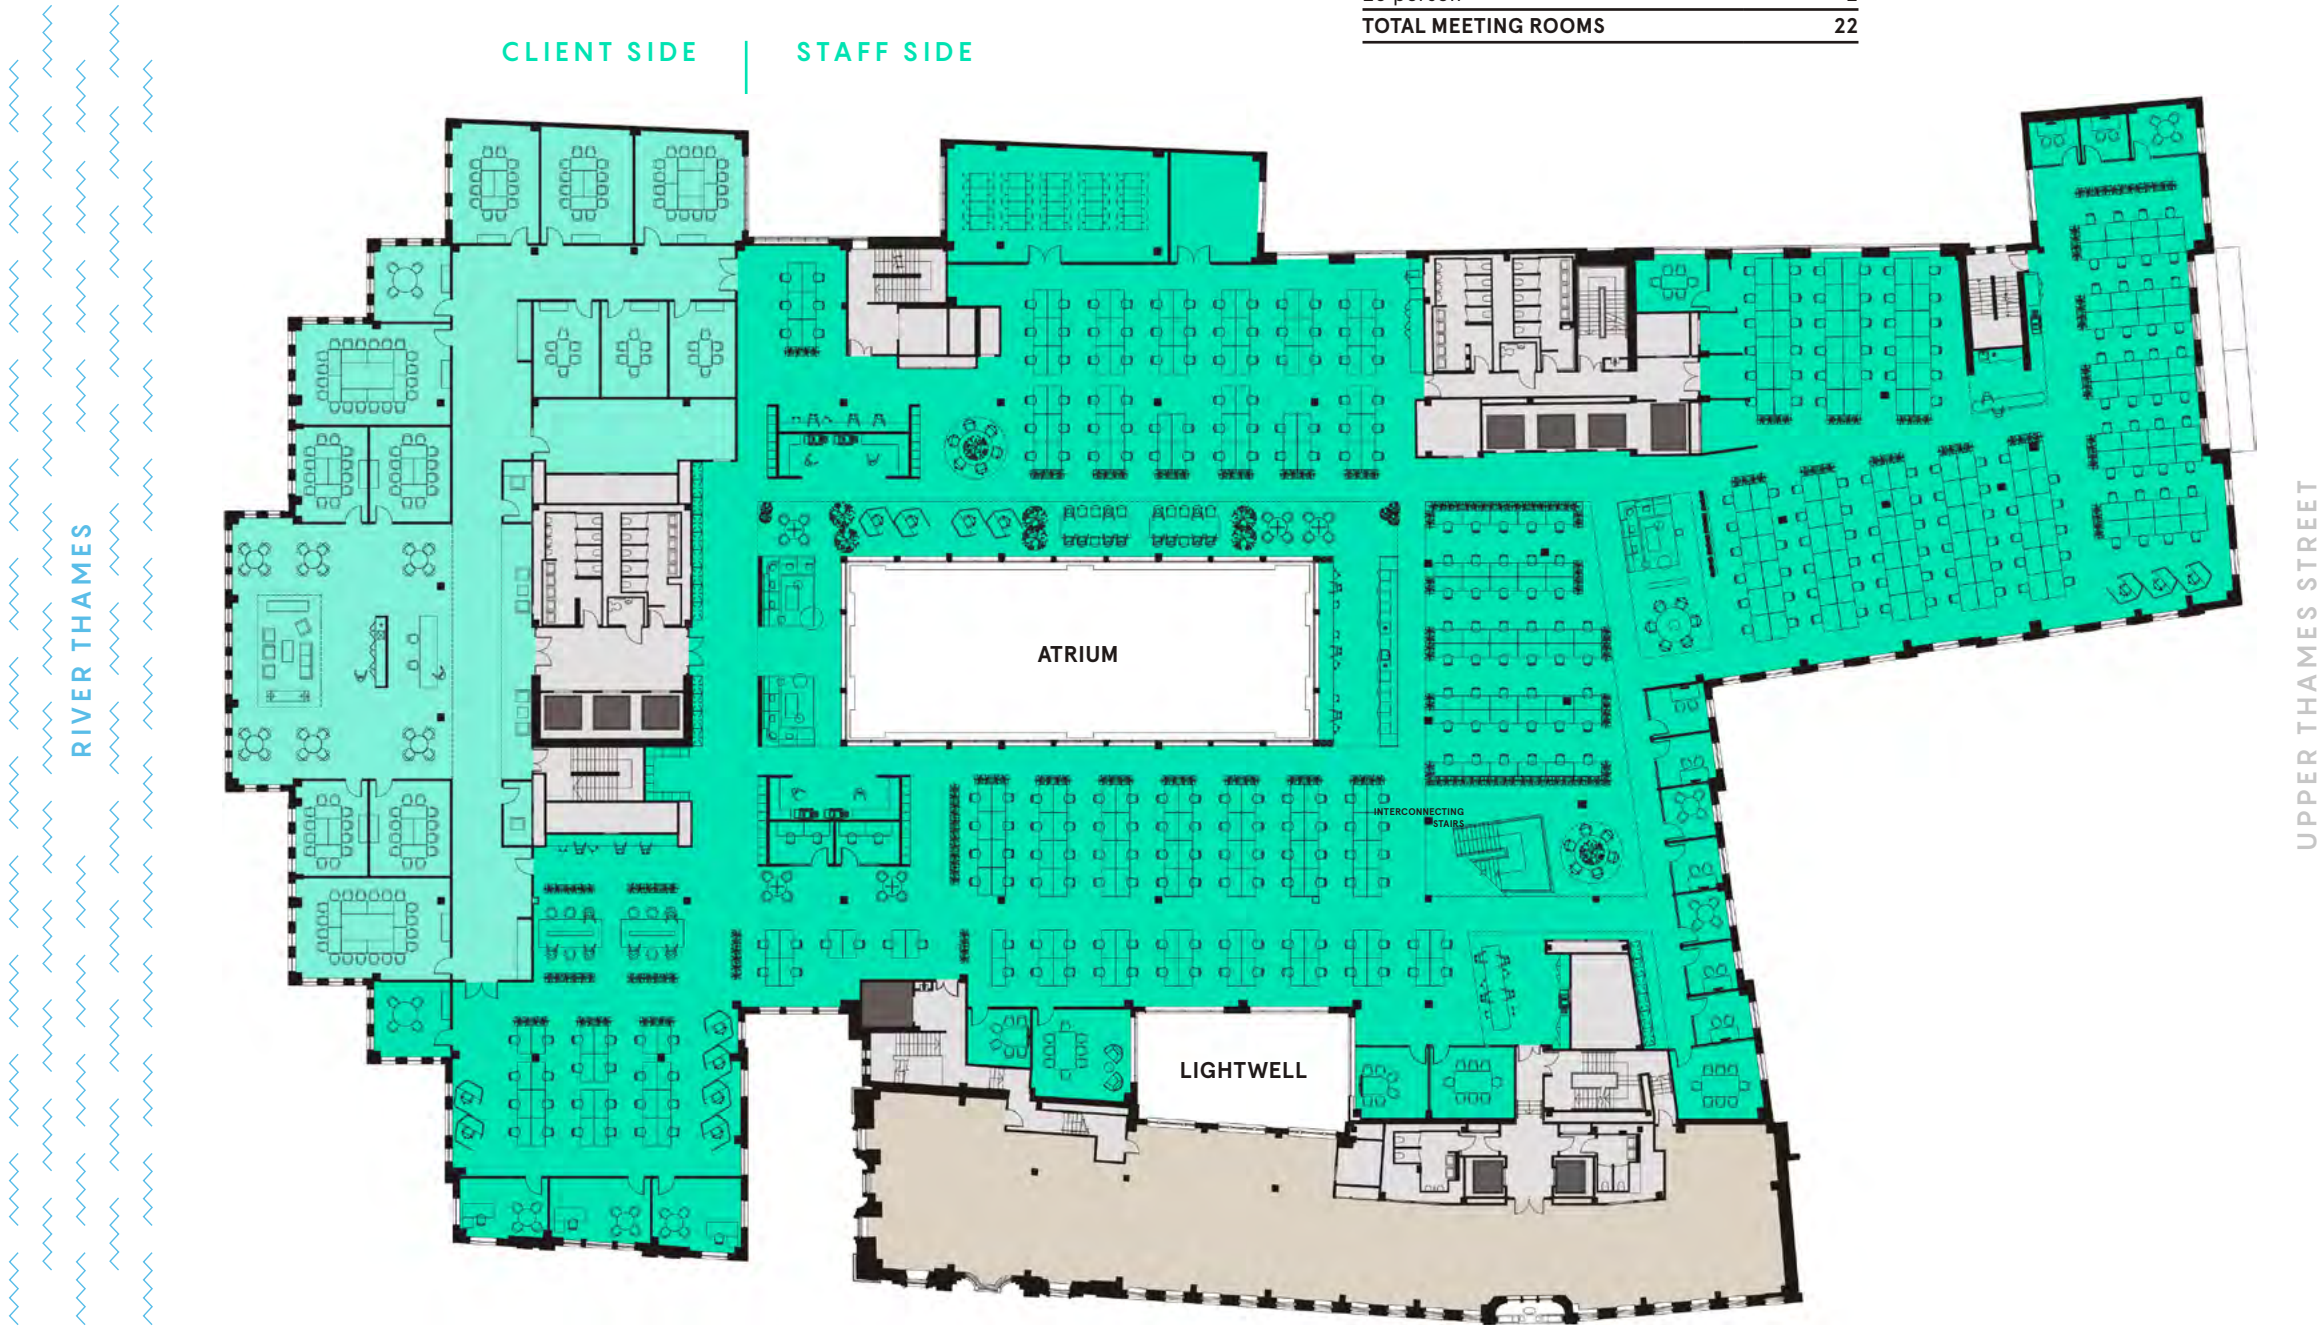 TOTAL MEETING ROOMS 22
CLIENT SIDE STAFF SIDE
RIVER THAMES
ATRIUM
INTERCONNECTING
STAIRS
LIGHTWELL
UPPER THAMES STREET